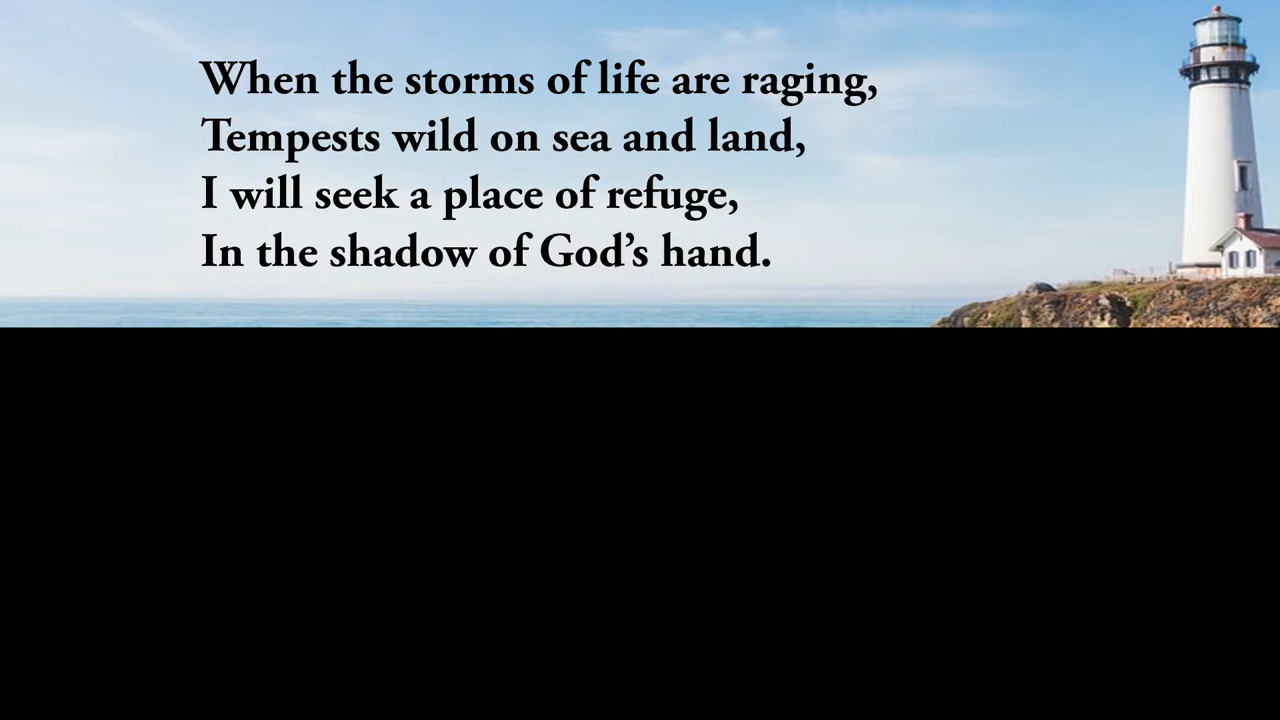 When the storms of life are raging,
Tempests wild on sea and land,
I will seek a place of refuge,
In the shadow of God’s hand.